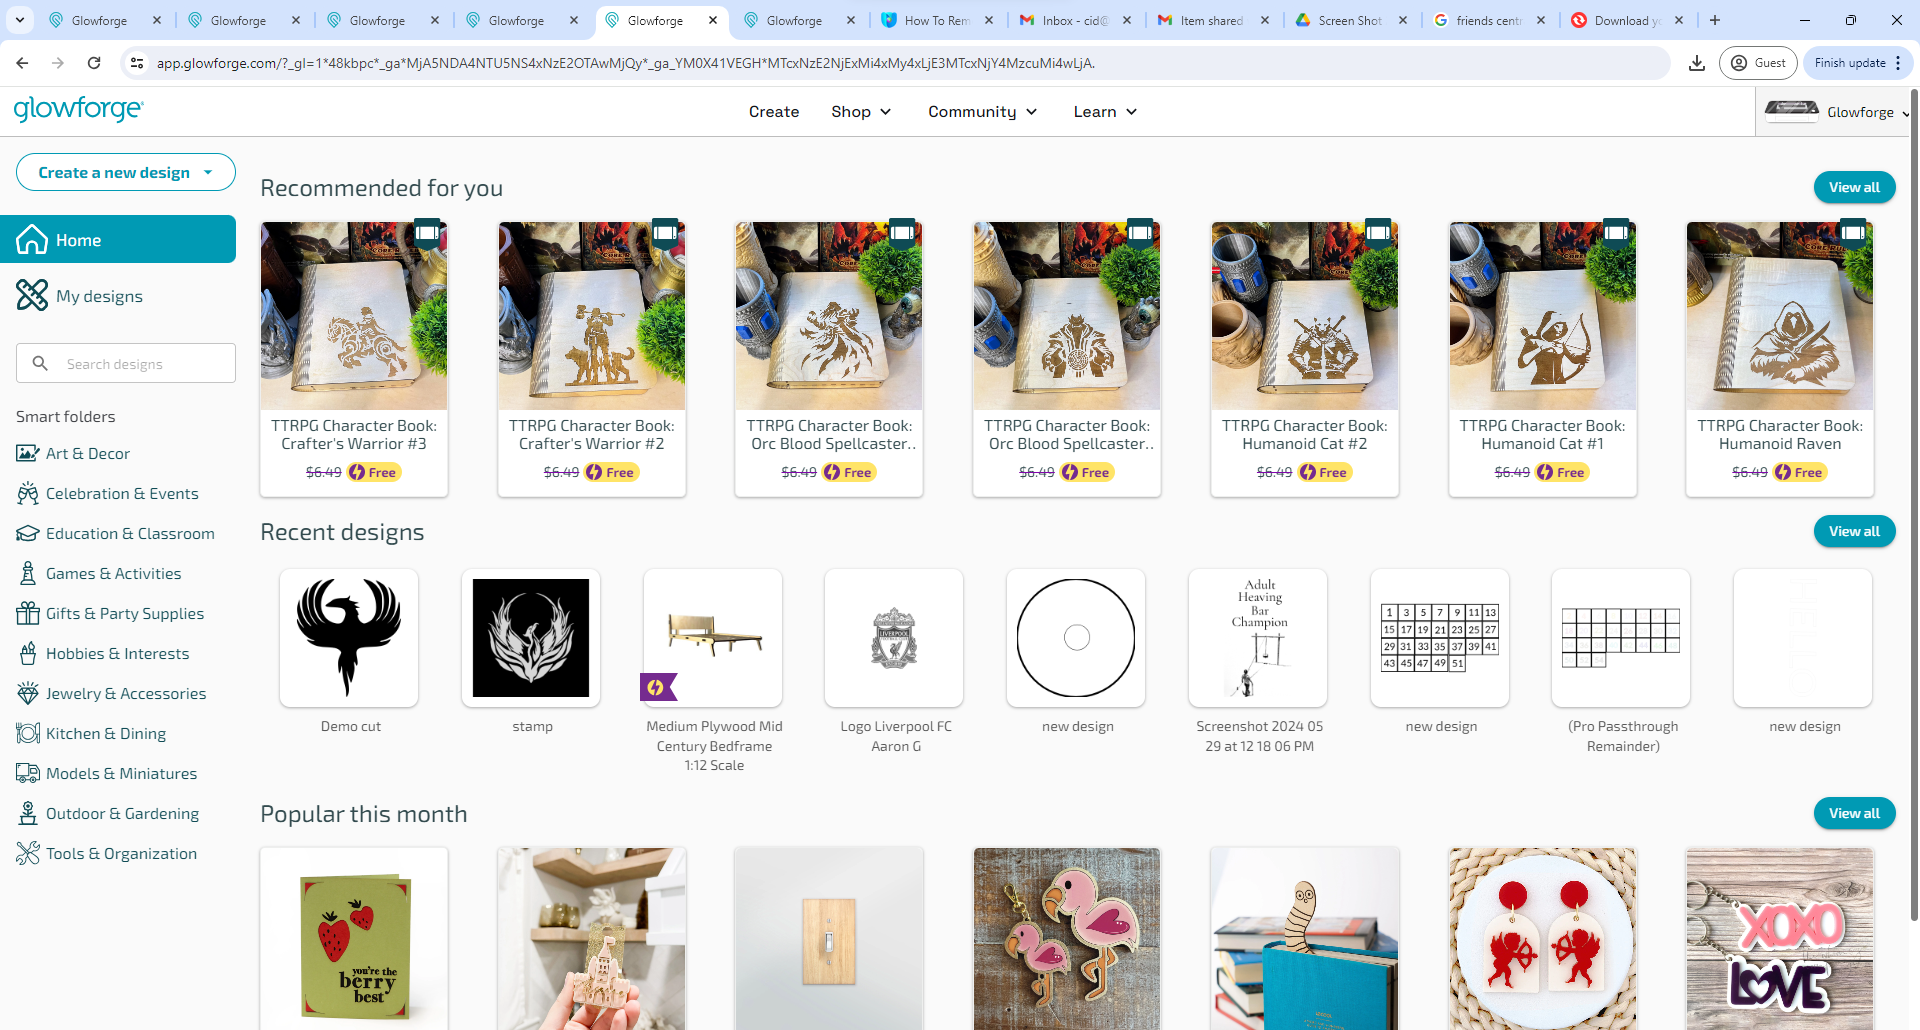 Glowforge
Glowforge
Glowforge
Glowforge
Glowforge
Glowforge
How To Rem
Inbox - cid@
Item shared
Screen Shot
friends centr
Download yo
app.glowforge.com/?_gl=1*48kbpc*_ga*MjA5NDA4NTU5NS4xNzE2OTAwMjQy*_ga_YM0X41VEGH*MTcxNzE2NjExMi4xMy4xLjE3MTcxNjY4MzcuMi4wLjA.
Guest
Finish update
glowforge
Create
Shop
Community
Learn
Glowforge
Create a new design
Home
My designs
Search designs
Smart folders
Art & Decor
Celebration & Events
Education & Classroom
Games & Activities
Gifts & Party Supplies
Hobbies & Interests
Jewelry & Accessories
Kitchen & Dining
Models & Miniatures
Outdoor & Gardening
Tools & Organization
Recommended for you
View all
TTRPG Character Book:
Crafter's Warrior #3
$6.49 Free
TTRPG Character Book:
Crafter's Warrior #2
$6.49 Free
TTRPG Character Book:
Orc Blood Spellcaster..
$6.49 Free
TTRPG Character Book:
Orc Blood Spellcaster..
$6.49 Free
TTRPG Character Book:
Humanoid Cat #2
$6.49 Free
TTRPG Character Book:
Humanoid Cat #1
$6.49 Free
TTRPG Character Book:
Humanoid Raven
$6.49 Free
Recent designs
View all
Demo cut
stamp
Medium Plywood Mid
Century Bedframe
1:12 Scale
LIVERPOOL
Logo Liverpool FC
Aaron G
new design
Adult
Heaving
Bar
Champion
Screenshot 2024 05
29 at 12 18 06 PM
1 3 5 7 9 11 13
15 17 19 21 23 25 27
29 31 33 35 37 39 41
43 45 47 49 51
new design
(Pro Passthrough
Remainder)
HELLO
new design
Popular this month
View all
you're the
berry
best
XOXO
LOVE